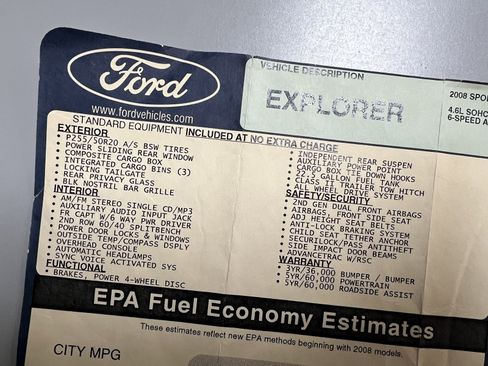 Ford
www.fordvehicles.com
VEHICLE DESCRIPTION
EXPLORER
2008 SPO
4.6L SOHC
6-SPEED A
STANDARD EQUIPMENT INCLUDED AT NO EXTRA CHARGE
EXTERIOR
• P255/50R20 A/S BSW TIRES
• POWER SLIDING REAR WINDOW
• COMPOSITE CARGO BOX
• INTEGRATED CARGO BINS (3)
• LOCKING TAILGATE
• REAR PRIVACY GLASS
• BLK NOSTRIL BAR GRILLE
INTERIOR
• AM/FM STEREO SINGLE CD/MP3
• AUXILIARY AUDIO INPUT JACK
• FR CAPT W/6 WAY PWR DRIVER
• 2ND ROW 60/40 SPLITBENCH
• POWER DOOR LOCKS & WINDOWS
• OUTSIDE TEMP/COMPASS DSPLY
• OVERHEAD CONSOLE
• AUTOMATIC HEADLAMPS
• SYNC VOICE ACTIVATED SYS
FUNCTIONAL
• BRAKES, POWER 4-WHEEL DISC
• INDEPENDENT REAR SUSPEN
• AUXILIARY POWER POINT
• CARGO BOX TIE DOWN HOOKS
• 22.5 GALLON FUEL TANK
• CLASS II TRAILER TOW HITCH
• ALL WHEEL DRIVE SYSTEM
SAFETY/SECURITY
• 2ND GEN DUAL FRONT AIRBAGS
• AIRBAGS, FRONT SIDE SEAT
• ADJ HEIGHT SEAT BELTS
• ANTI-LOCK BRAKING SYSTEM
• CHILD SEAT TETHER ANCHOR
• SECURILOCK/PASS ANTITHEFT
• SIDE IMPACT DOOR BEAMS
• ADVANCETRAC W/RSC
WARRANTY
• 3YR/36,000 BUMPER / BUMPER
• 5YR/60,000 POWERTRAIN
• 5YR/60,000 ROADSIDE ASSIST
EPA Fuel Economy Estimates
These estimates reflect new EPA methods beginning with 2008 models.
CITY MPG